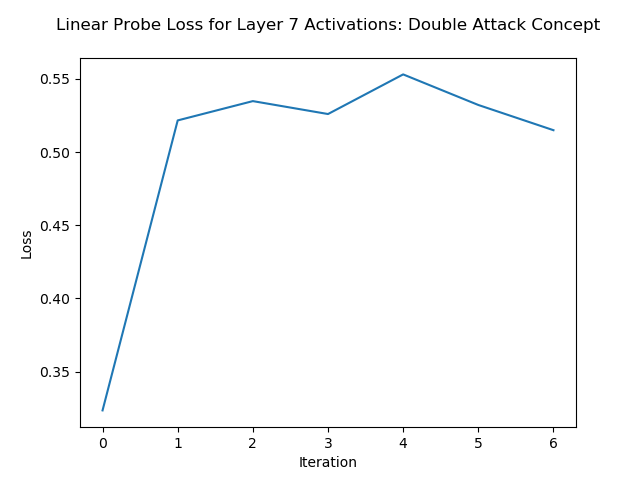 Linear Probe Loss for Layer 7 Activations: Double Attack Concept
0.55
0.50
0.45
0.40
0.35
Loss
0 1 2 3 4 5 6
Iteration